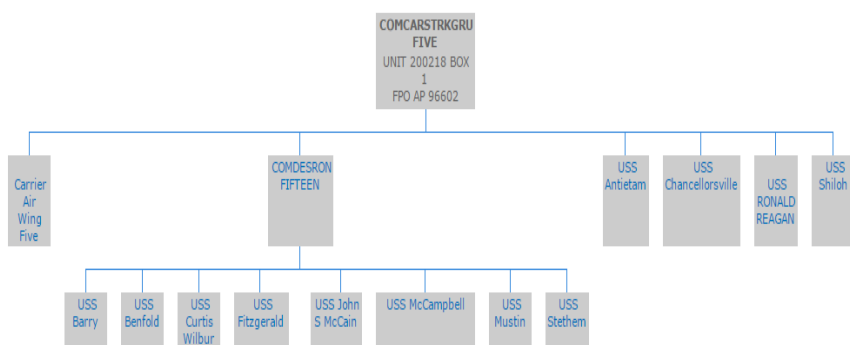 COMCARSTRKGRU
FIVE
UNIT 200218 BOX
1
FPO AP 96602
Carrier
Air
Wing
Five
COMDESRON
FIFTEEN
USS
Antietam
USS
Chancellorsville
USS
RONALD
REAGAN
USS
Shiloh
USS
Barry
USS
Benfold
USS
Curtis
Wilbur
USS
Fitzgerald
USS John
S McCain
USS McCampbell
USS
Mustin
USS
Stethem